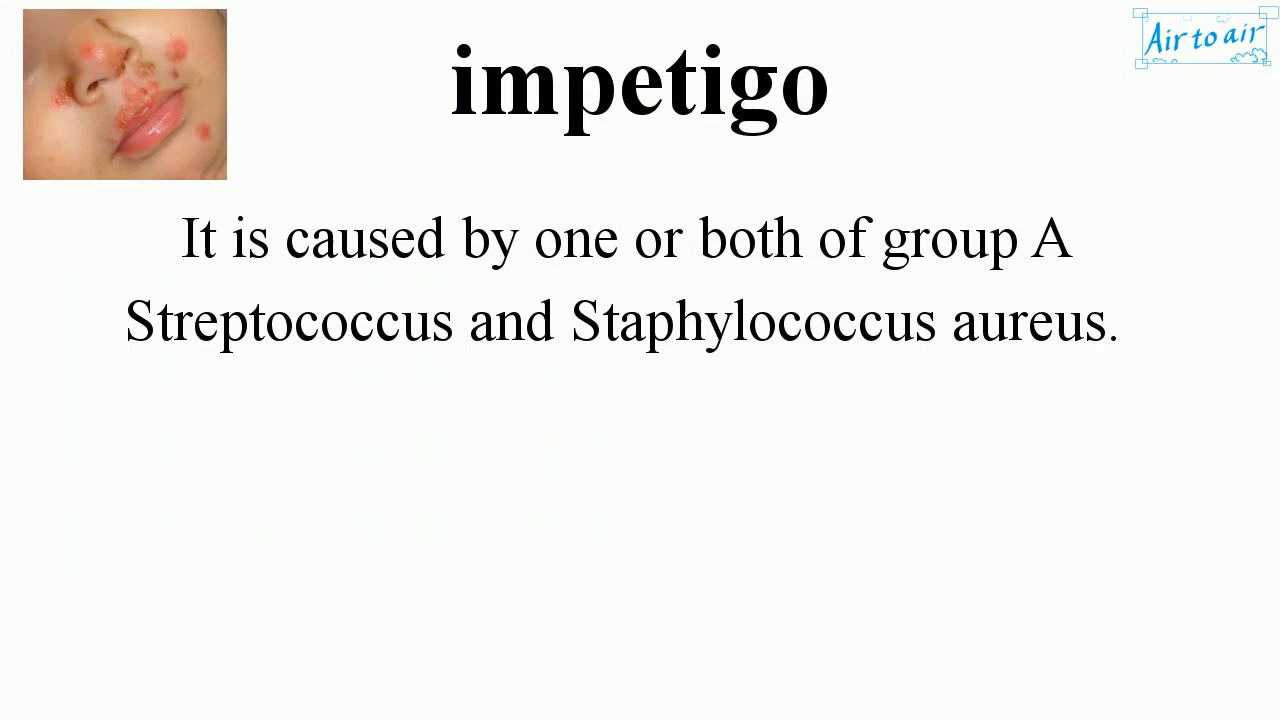 Air to air
impetigo
It is caused by one or both of group A
Streptococcus and Staphylococcus aureus.